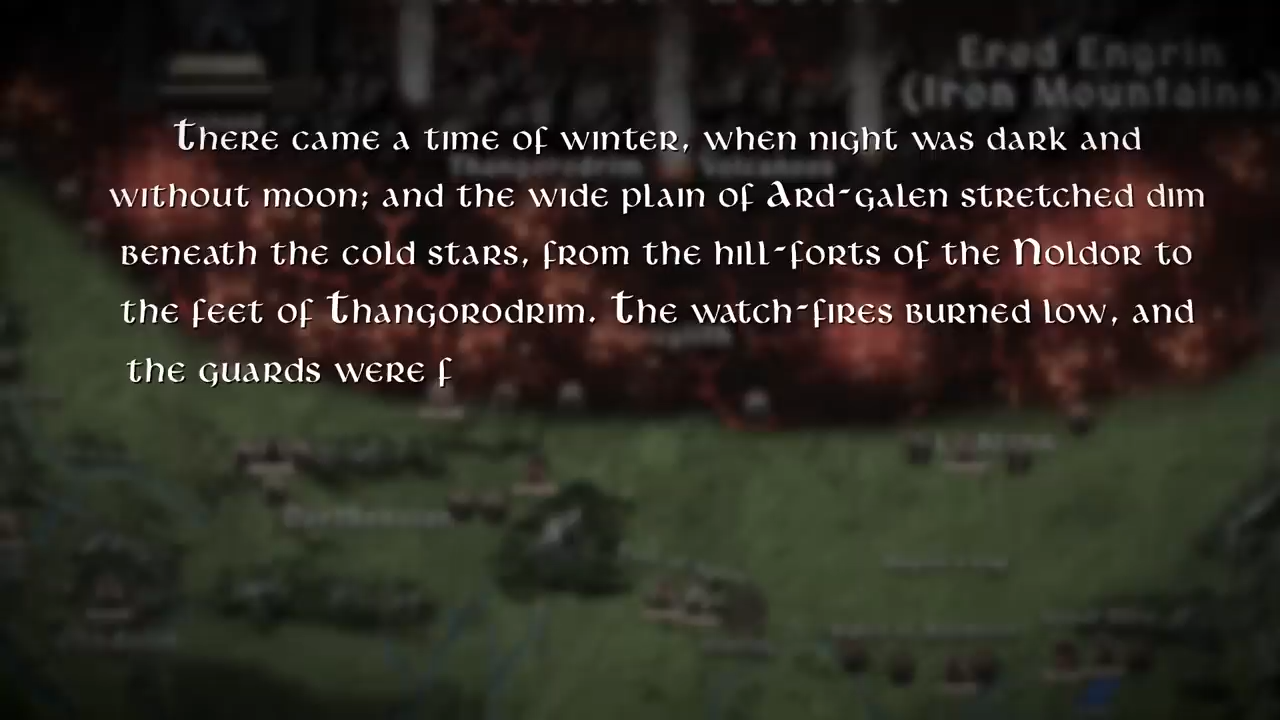 Ered Engrin
(Iron Mountains)
There came a time of winter, when night was dark and
without moon; and the wide plain of Ard-galen stretched dim
beneath the cold stars, from the hill-forts of the Noldor to
the feet of Thangorodrim. The watch-fires burned low, and
the guards were f